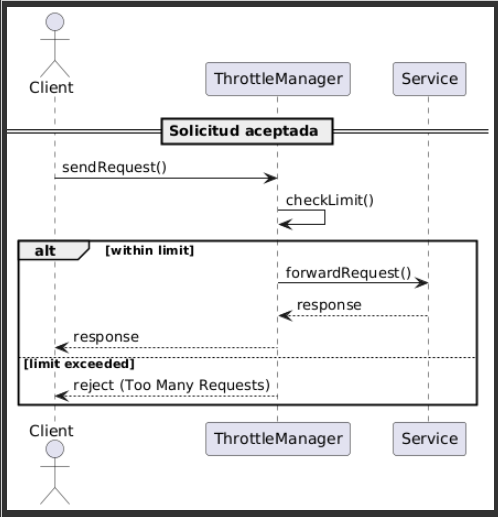 Client
ThrottleManager
Service
Solicitud aceptada
sendRequest()
checkLimit()
alt
[within limit]
forwardRequest()
response
response
[limit exceeded]
reject (Too Many Requests)
Client
ThrottleManager
Service